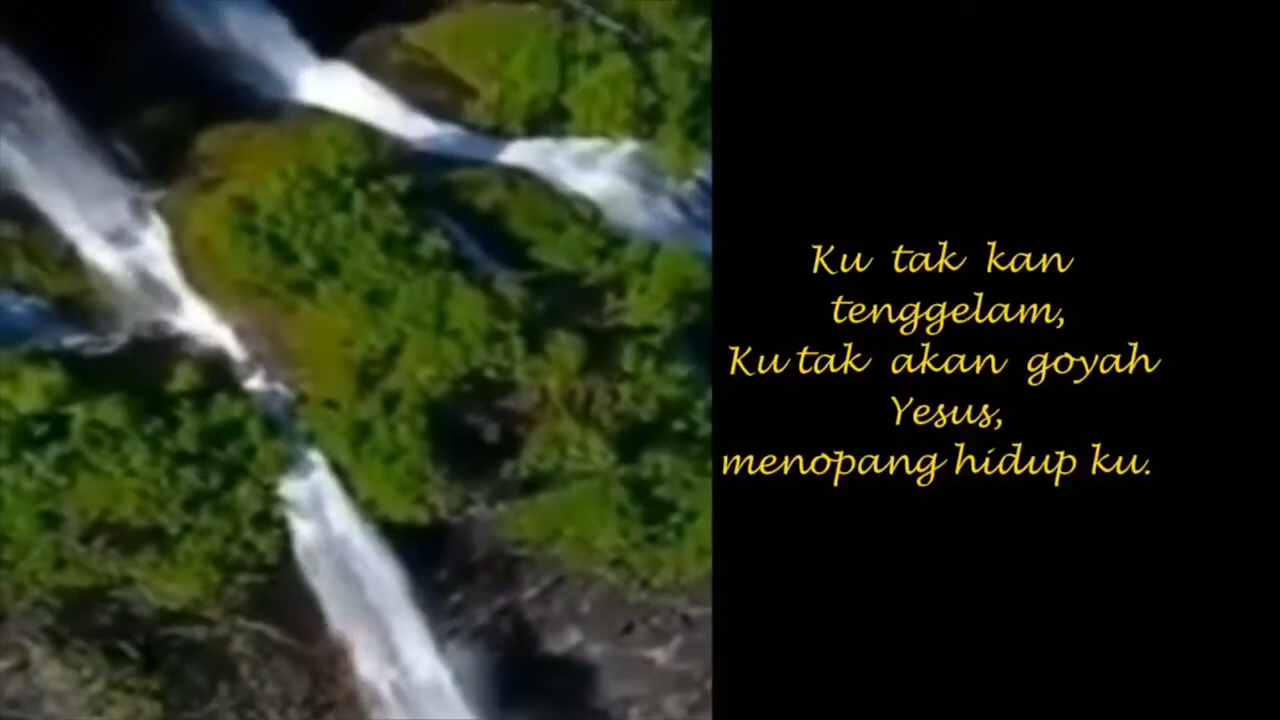 Ku tak kan
tenggelam,
Ku tak akan goyah
Yesus,
menopang hidup ku.